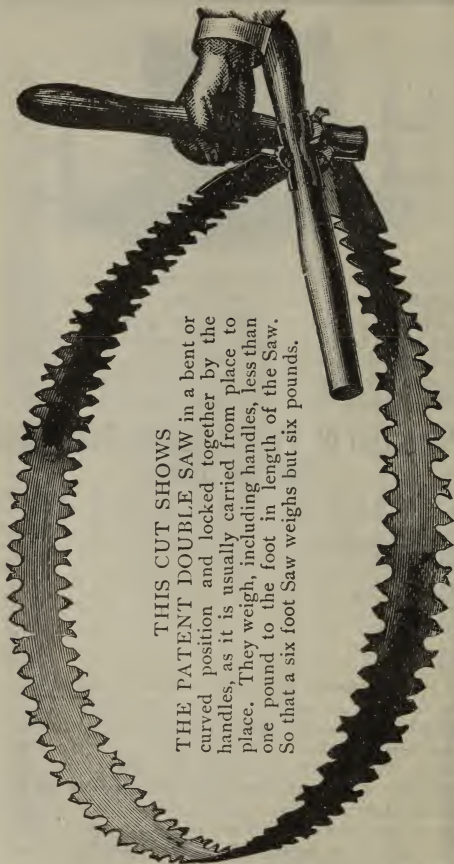 THIS CUT SHOWS
THE PATENT DOUBLE SAW in a bent or
curved position and locked together by the
handles, as it is usually carried from place to
place. They weigh, including handles, less than
one pound to the foot in length of the Saw.
So that a six foot Saw weighs but six pounds.